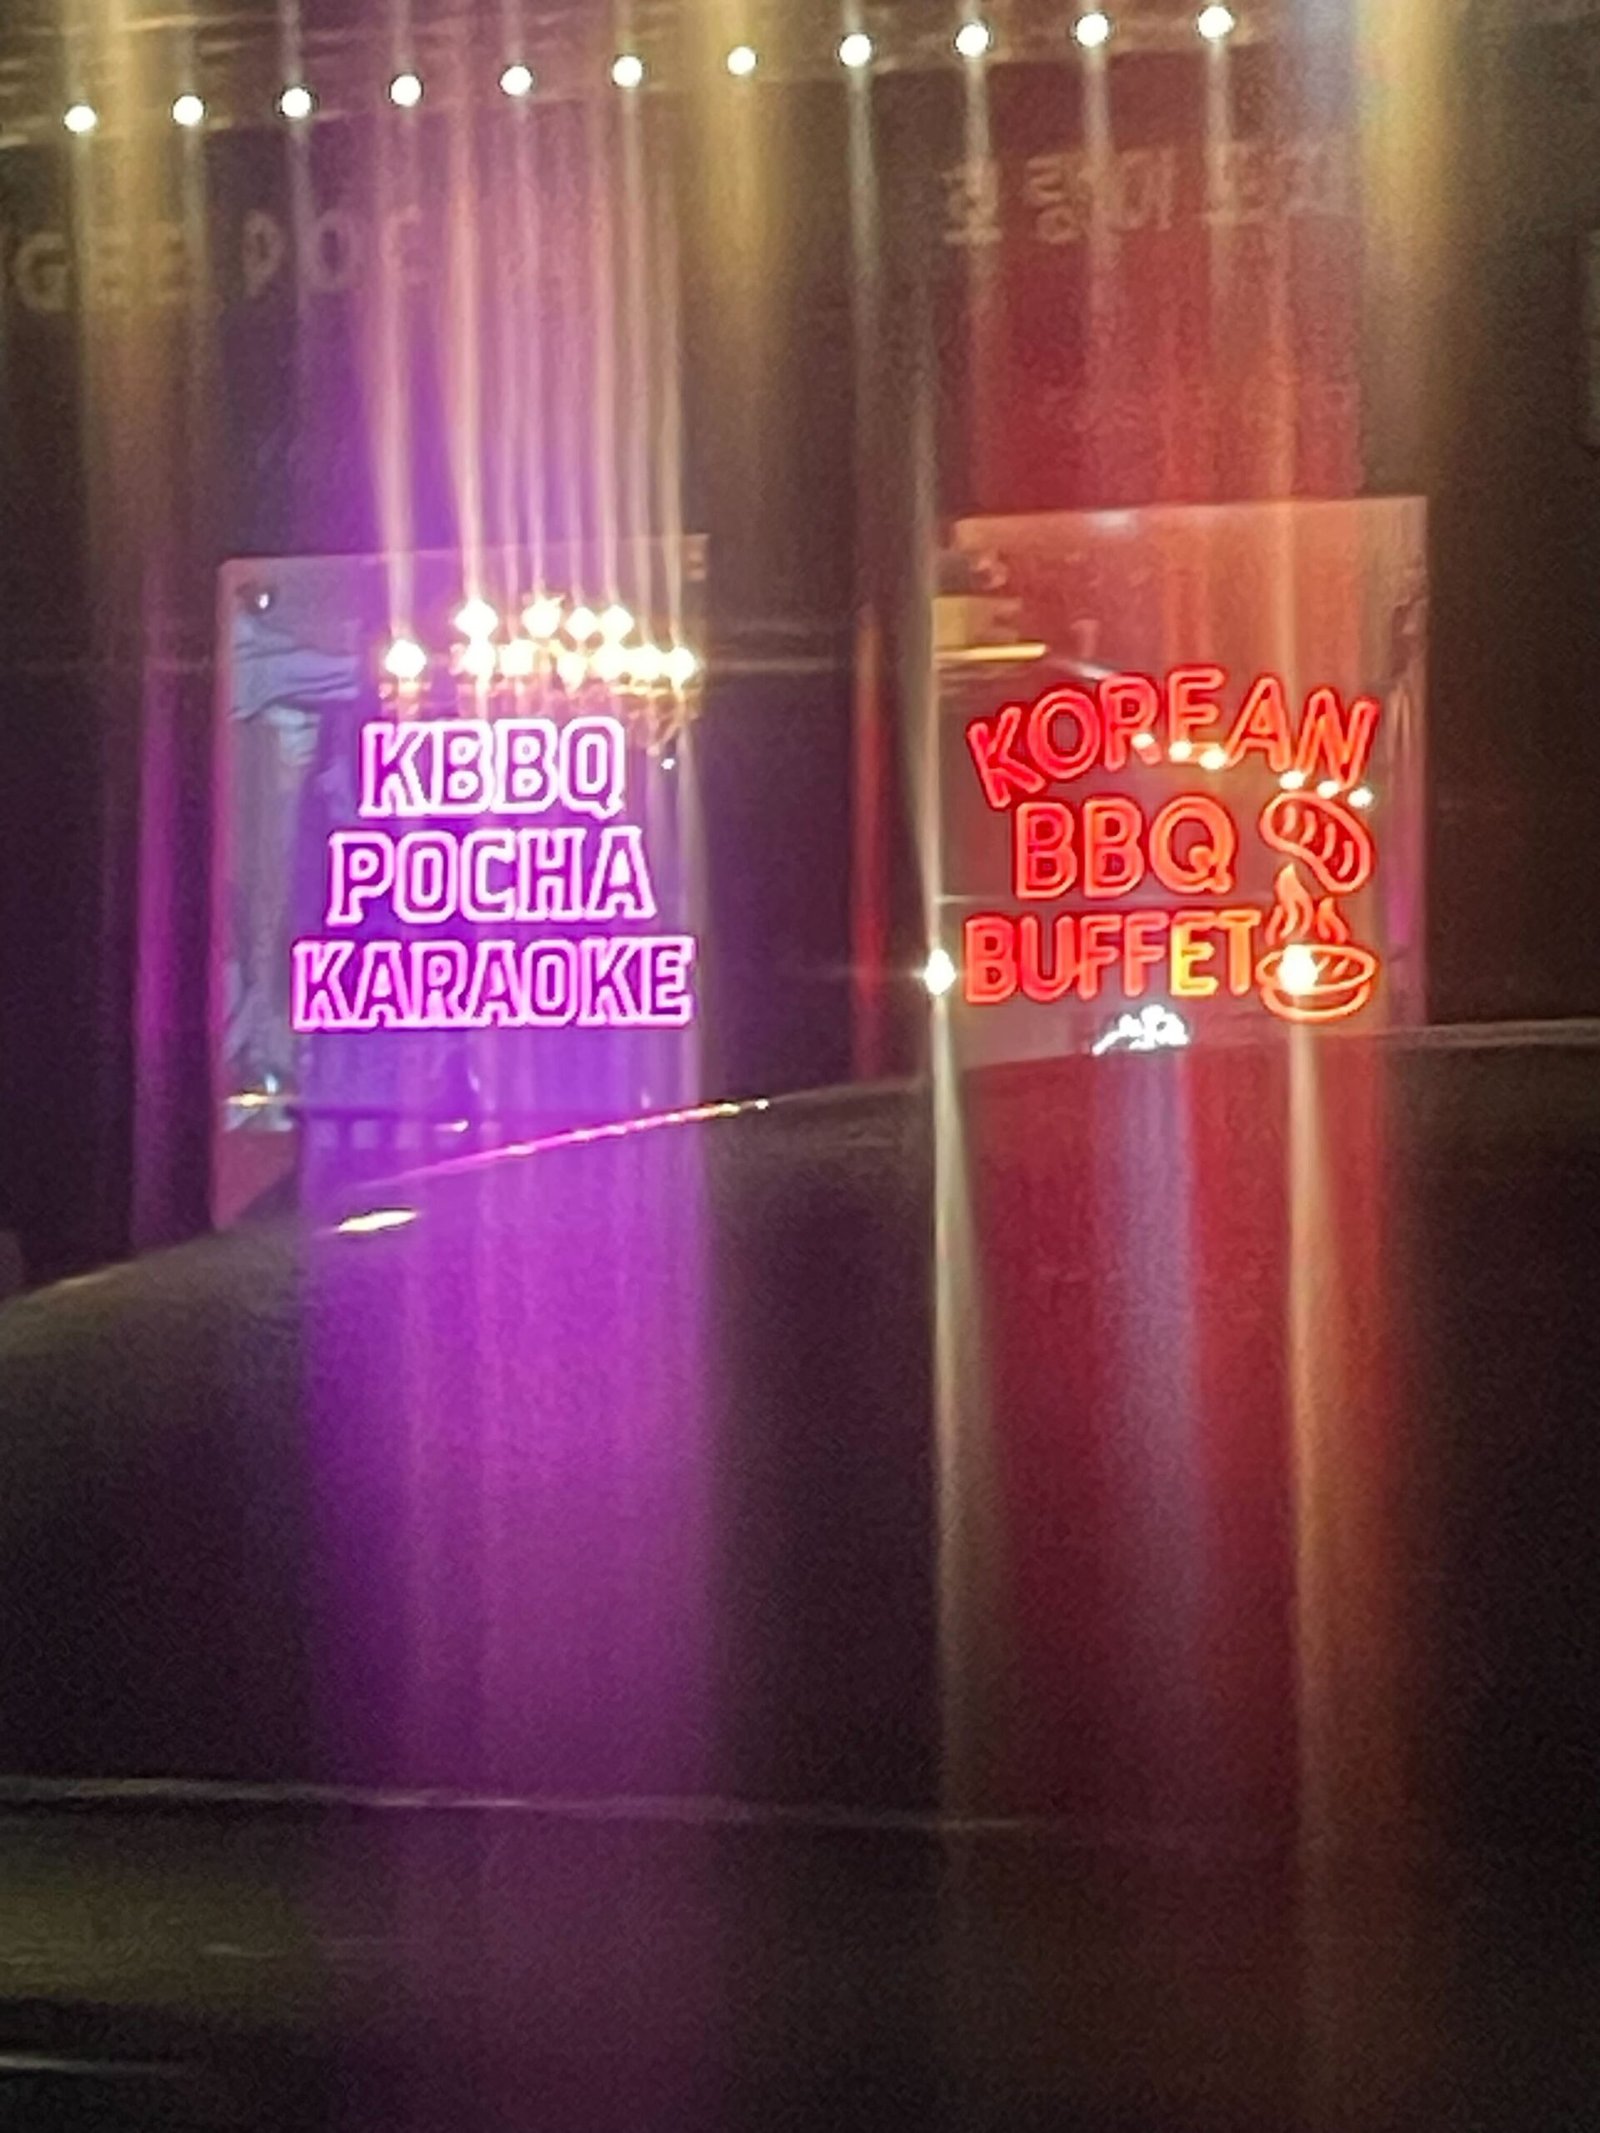 KBBQ
POCHA
KARAOKE
KOREAN
BBQ
BUFFET